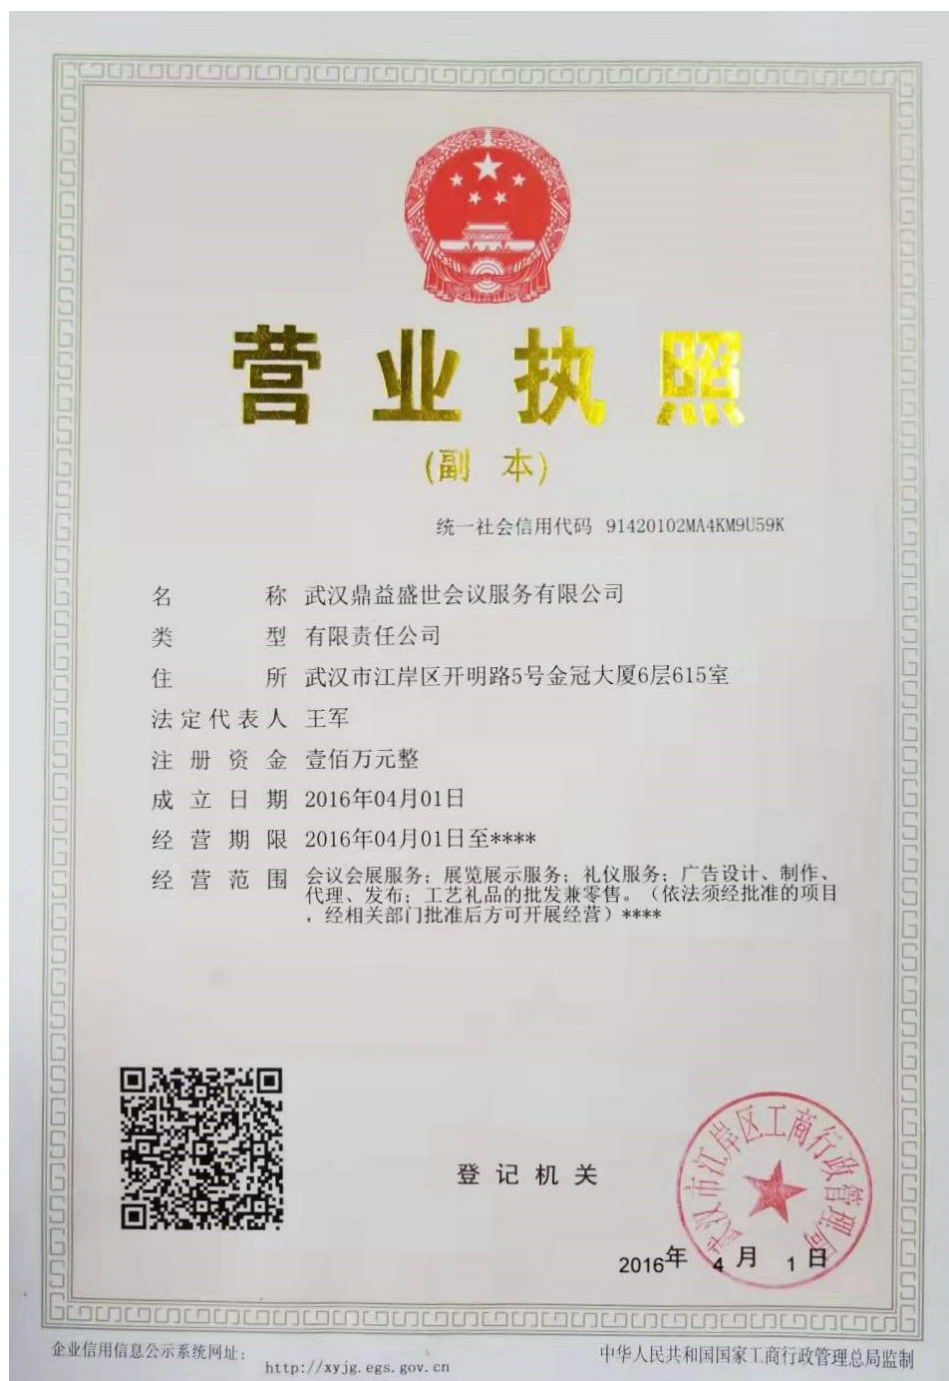 营业执照
(副 本)
统一社会信用代码 91420102MA4KM9U59K
名 称 武汉鼎益盛世会议服务有限公司
类 型 有限责任公司
住 所 武汉市江岸区开明路5号金冠大厦6层615室
法定代表人 王军
注册资金 壹佰万元整
成立日期 2016年04月01日
经营期限 2016年04月01日至****
经营范围 会议会展服务；展览展示服务；礼仪服务；广告设计、制作、
代理、发布；工艺礼品的批发兼零售。（依法须经批准的项目
，经相关部门批准后方可开展经营）****
登记机关
武汉市江岸区工商行政管理局
2016年 4月 1日
企业信用信息公示系统网址：
http://xyjg.egs.gov.cn
中华人民共和国国家工商行政管理总局监制